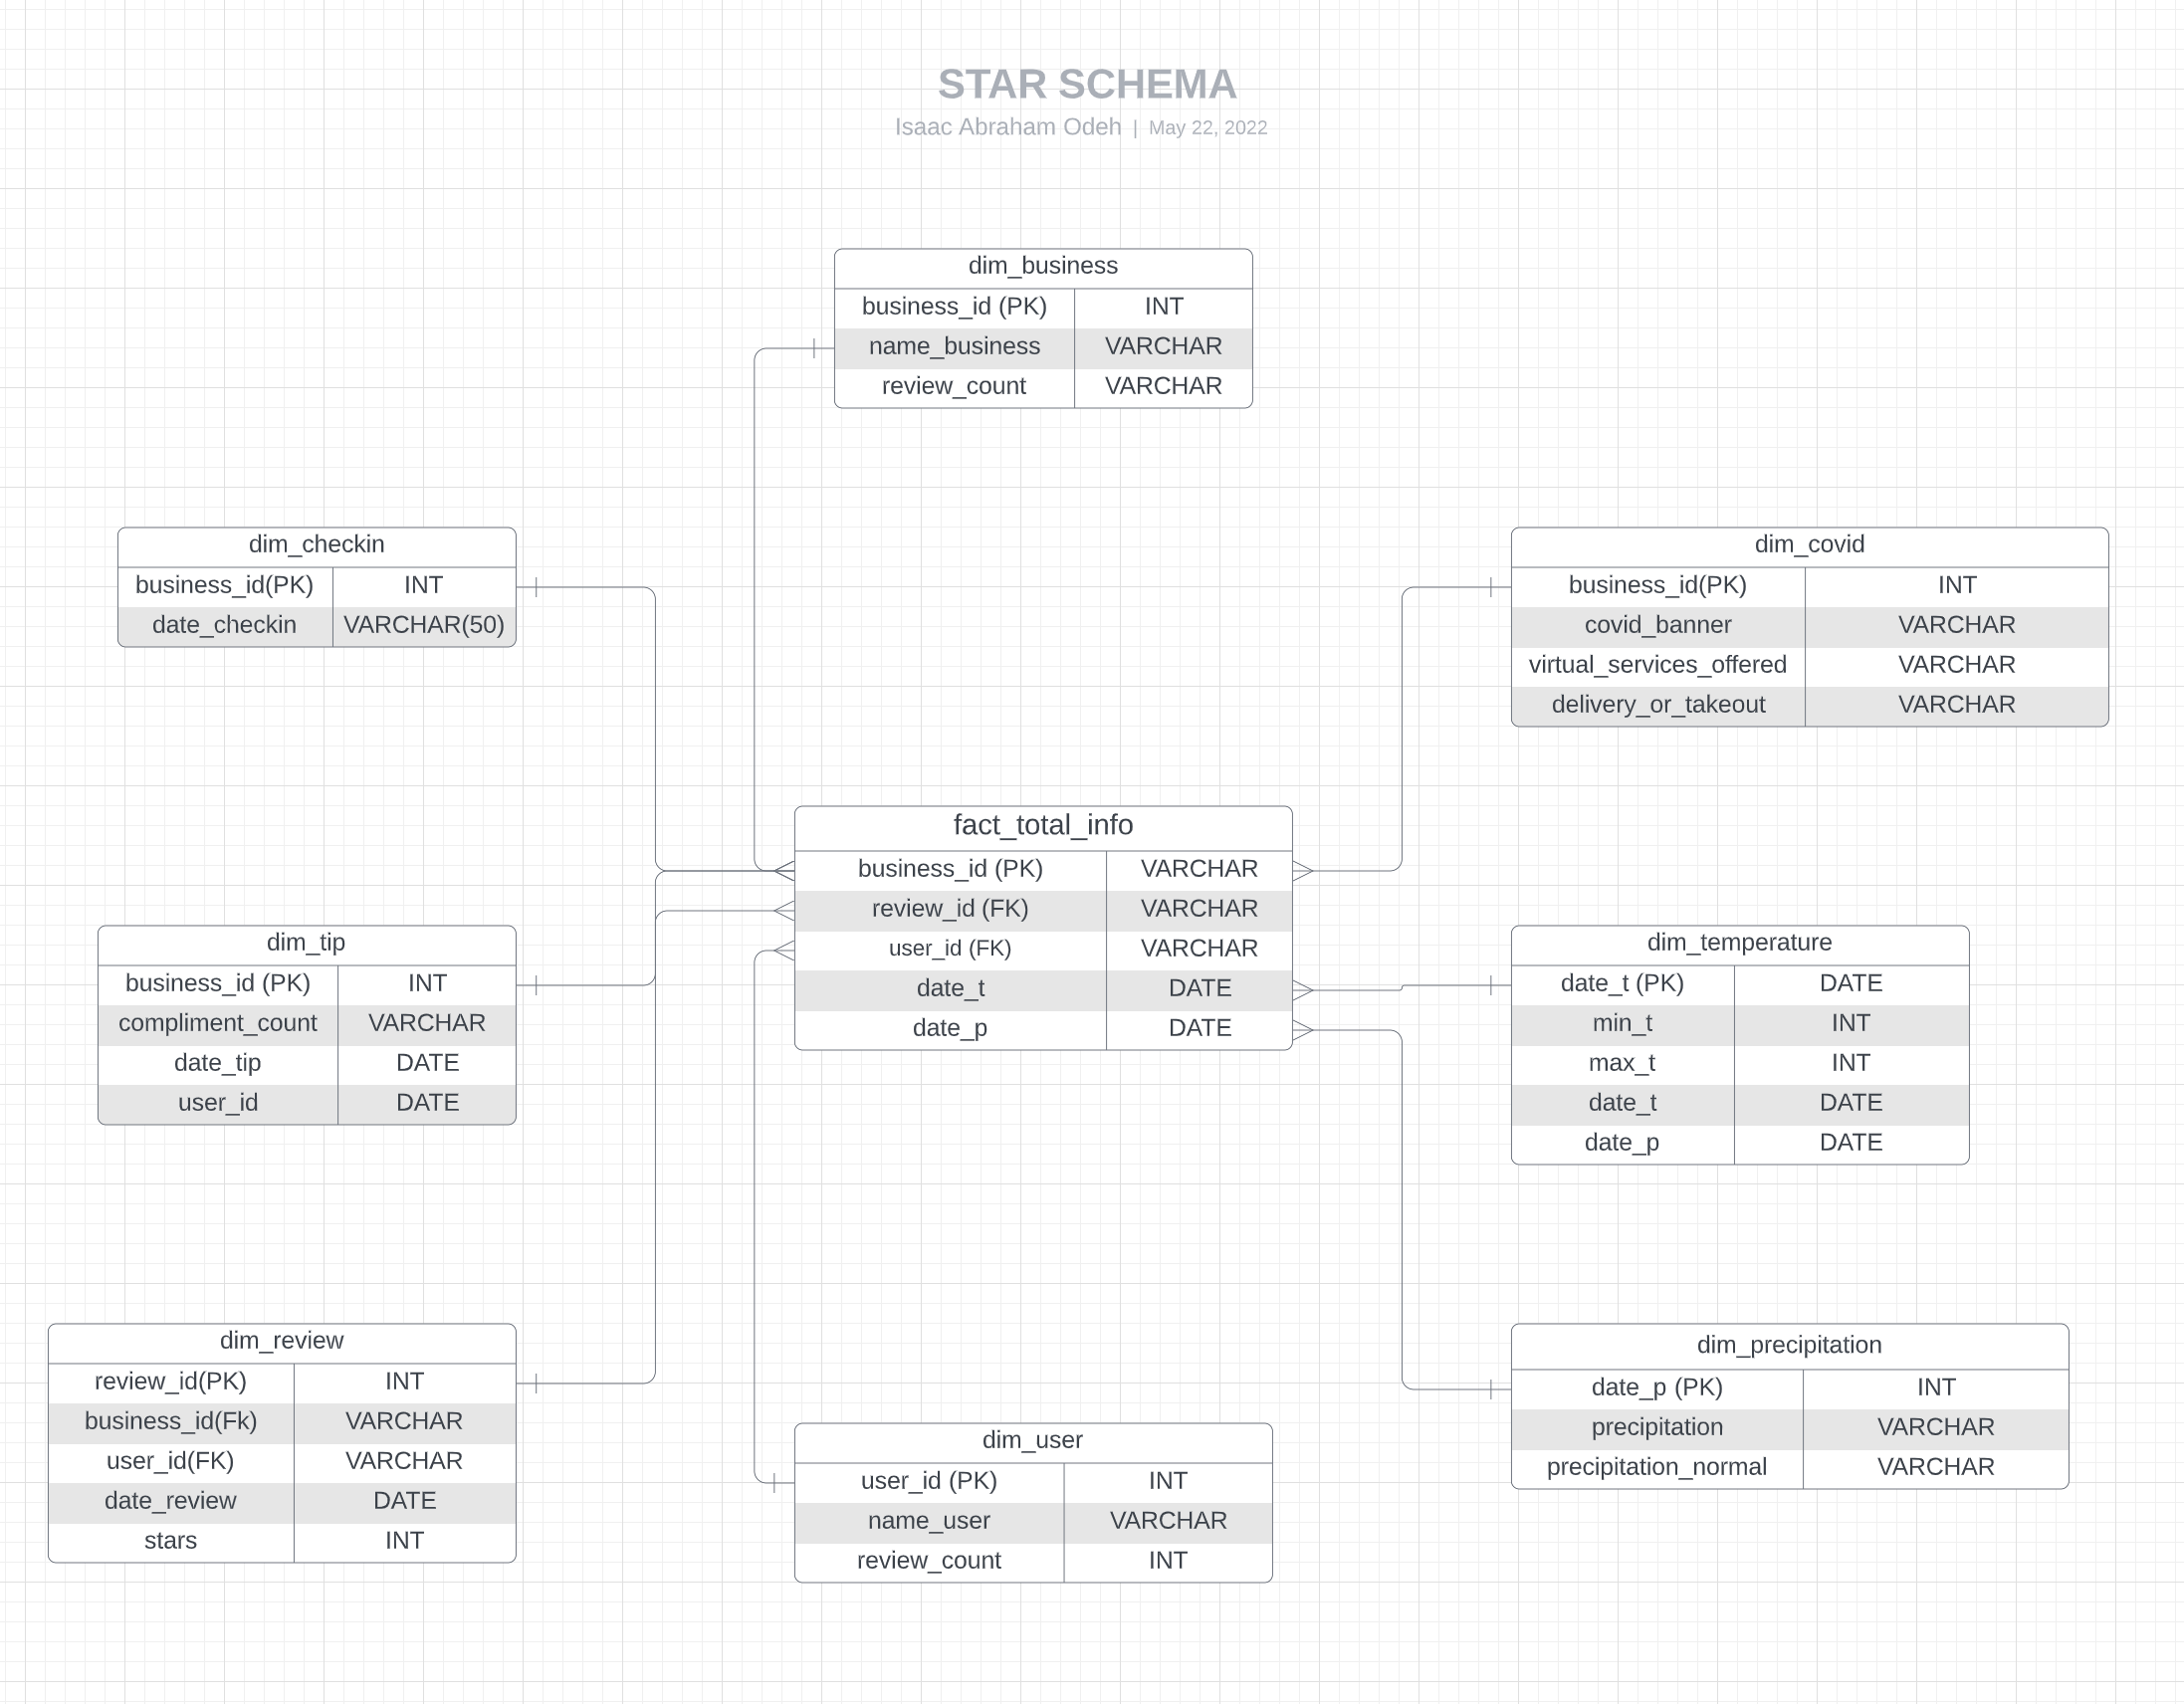 STAR SCHEMA
Isaac Abraham Odeh | May 22, 2022
dim_business
business_id (PK) INT
name_business VARCHAR
review_count VARCHAR
dim_checkin
business_id(PK) INT
date_checkin VARCHAR(50)
dim_covid
business_id(PK) INT
covid_banner VARCHAR
virtual_services_offered VARCHAR
delivery_or_takeout VARCHAR
fact_total_info
business_id (PK) VARCHAR
review_id (FK) VARCHAR
user_id (FK) VARCHAR
date_t DATE
date_p DATE
dim_tip
business_id (PK) INT
compliment_count VARCHAR
date_tip DATE
user_id DATE
dim_temperature
date_t (PK) DATE
min_t INT
max_t INT
date_t DATE
date_p DATE
dim_review
review_id(PK) INT
business_id(Fk) VARCHAR
user_id(FK) VARCHAR
date_review DATE
stars INT
dim_user
user_id (PK) INT
name_user VARCHAR
review_count INT
dim_precipitation
date_p (PK) INT
precipitation VARCHAR
precipitation_normal VARCHAR